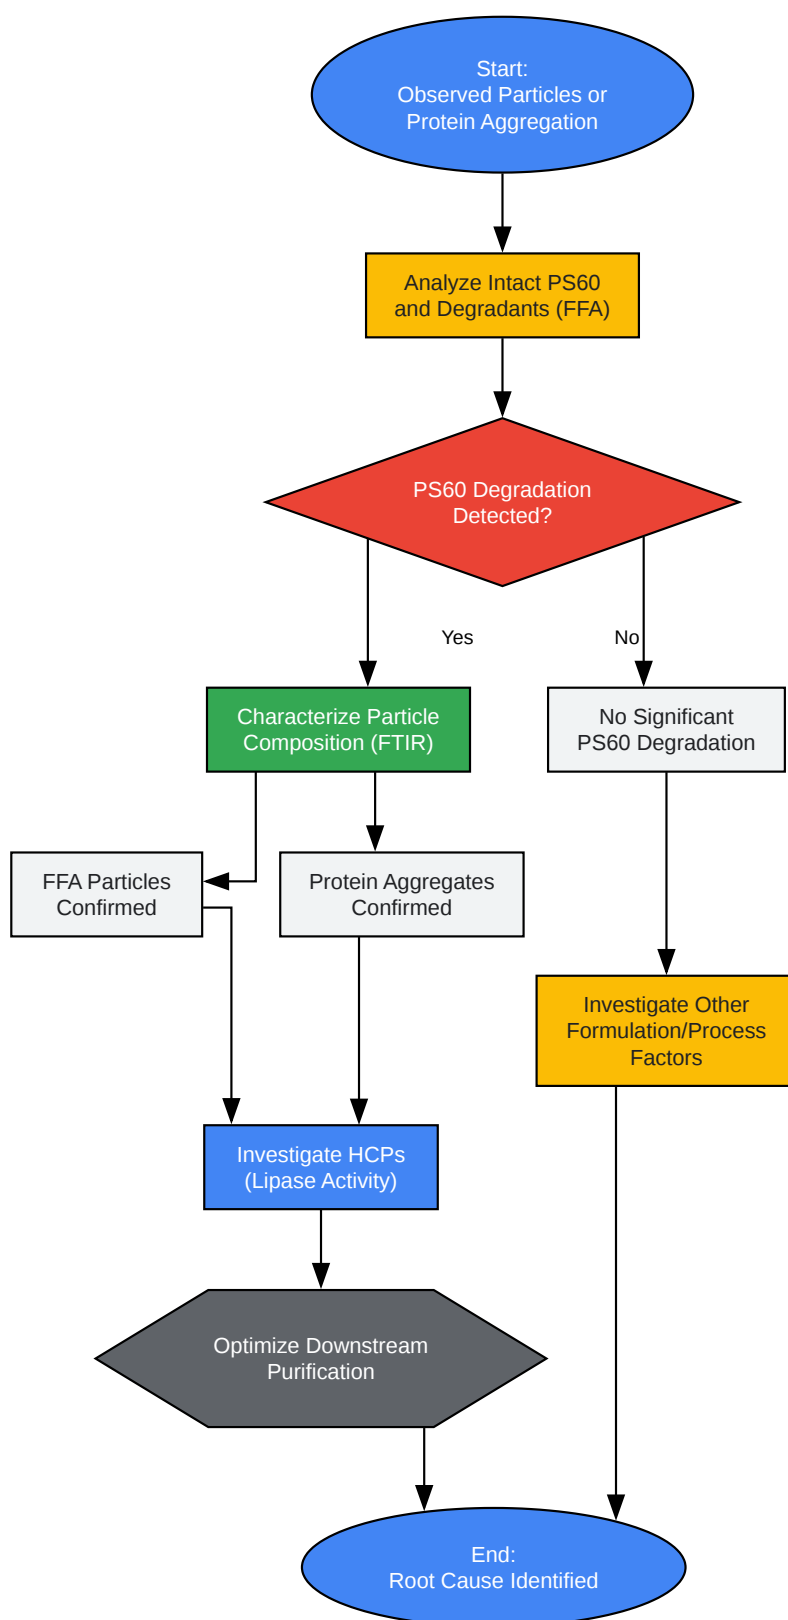 Start:
Observed Particles or
Protein Aggregation
Analyze Intact PS60
and Degradants (FFA)
PS60 Degradation
Detected?
Yes
No
Characterize Particle
Composition (FTIR)
No Significant
PS60 Degradation
FFA Particles
Confirmed
Protein Aggregates
Confirmed
Investigate Other
Formulation/Process
Factors
Investigate HCPs
(Lipase Activity)
Optimize Downstream
Purification
End:
Root Cause Identified